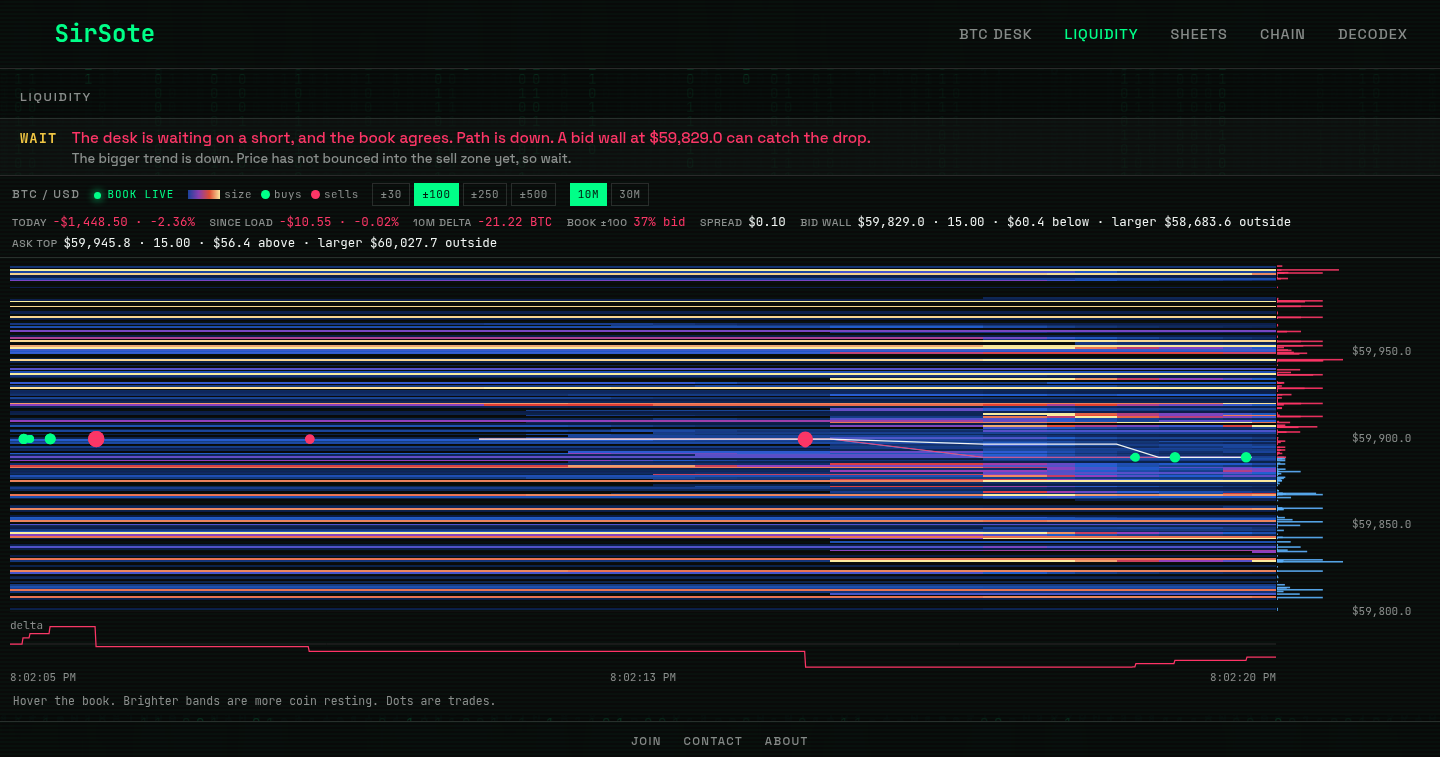 SirSote
BTC DESK LIQUIDITY SHEETS CHAIN DECODEX
LIQUIDITY
WAIT The desk is waiting on a short, and the book agrees. Path is down. A bid wall at $59,829.0 can catch the drop.
The bigger trend is down. Price has not bounced into the sell zone yet, so wait.
BTC / USD BOOK LIVE size buys sells ±30 ±100 ±250 ±500 10M 30M
TODAY -$1,448.50 · -2.36% SINCE LOAD -$10.55 · -0.02% 10M DELTA -21.22 BTC BOOK ±100 37% bid SPREAD $0.10 BID WALL $59,829.0 · 15.00 · $60.4 below · larger $58,683.6 outside
ASK TOP $59,945.8 · 15.00 · $56.4 above · larger $60,027.7 outside
$59,950.0
$59,900.0
$59,850.0
$59,800.0
delta
8:02:05 PM 8:02:13 PM 8:02:20 PM
Hover the book. Brighter bands are more coin resting. Dots are trades.
JOIN CONTACT ABOUT